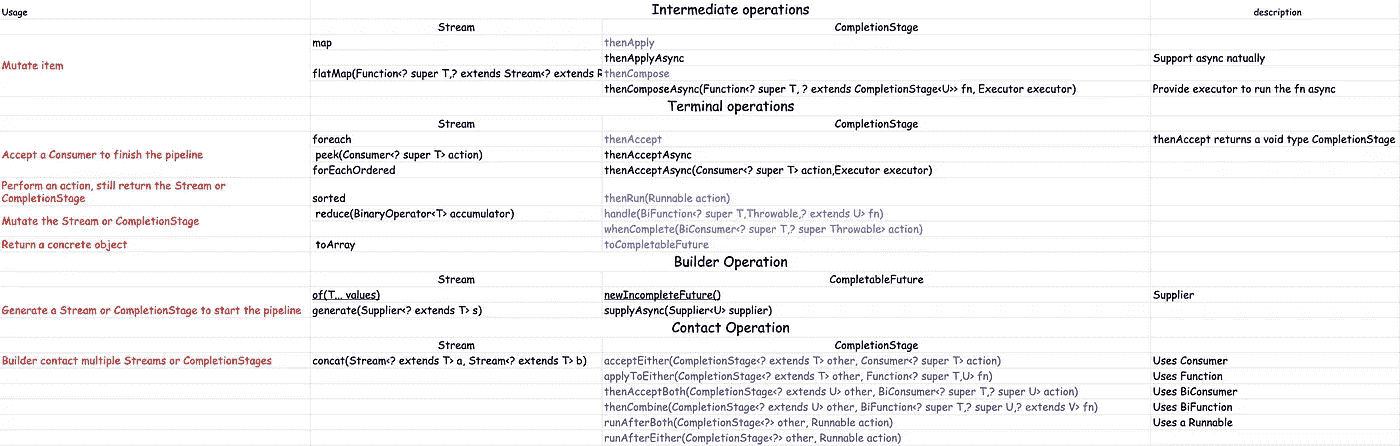 Usage Intermediate operations description
Stream CompletionStage
map thenApply
Mutate item
thenApplyAsync Support async natually
flatMap(Function<? super T,? extends Stream<? extends R thenCompose
thenComposeAsync(Function<? super T, ? extends CompletionStage<U>> fn, Executor executor) Provide executor to run the fn async
Terminal operations
Stream CompletionStage
foreach thenAccept thenAccept returns a void type CompletionStage
Accept a Consumer to finish the pipeline peek(Consumer<? super T> action) thenAcceptAsync
forEachOrdered thenAcceptAsync(Consumer<? super T> action,Executor executor)
Perform an action, still return the Stream or
CompletionStage sorted thenRun(Runnable action)
Mutate the Stream or CompletionStage
reduce(BinaryOperator<T> accumulator) handle(BiFunction<? super T,Throwable,? extends U> fn)
whenComplete(BiConsumer<? super T,? super Throwable> action)
Return a concrete object toArray toCompletableFuture
Builder Operation
Stream CompletableFuture
of(T... values) newIncompleteFuture() Supplier
Generate a Stream or CompletionStage to start the pipeline generate(Supplier<? extends T> s) supplyAsync(Supplier<U> supplier)
Contact Operation
Stream CompletionStage
Builder contact multiple Streams or CompletionStages concat(Stream<? extends T> a, Stream<? extends T> b) acceptEither(CompletionStage<? extends T> other, Consumer<? super T> action) Uses Consumer
applyToEither(CompletionStage<? extends T> other, Function<? super T,U> fn) Uses Function
thenAcceptBoth(CompletionStage<? extends U> other, BiConsumer<? super T,? super U> action) Uses BiConsumer
thenCombine(CompletionStage<? extends U> other, BiFunction<? super T,? super U,? extends V> fn) Uses BiFunction
runAfterBoth(CompletionStage<?> other, Runnable action) Uses a Runnable
runAfterEither(CompletionStage<?> other, Runnable action)